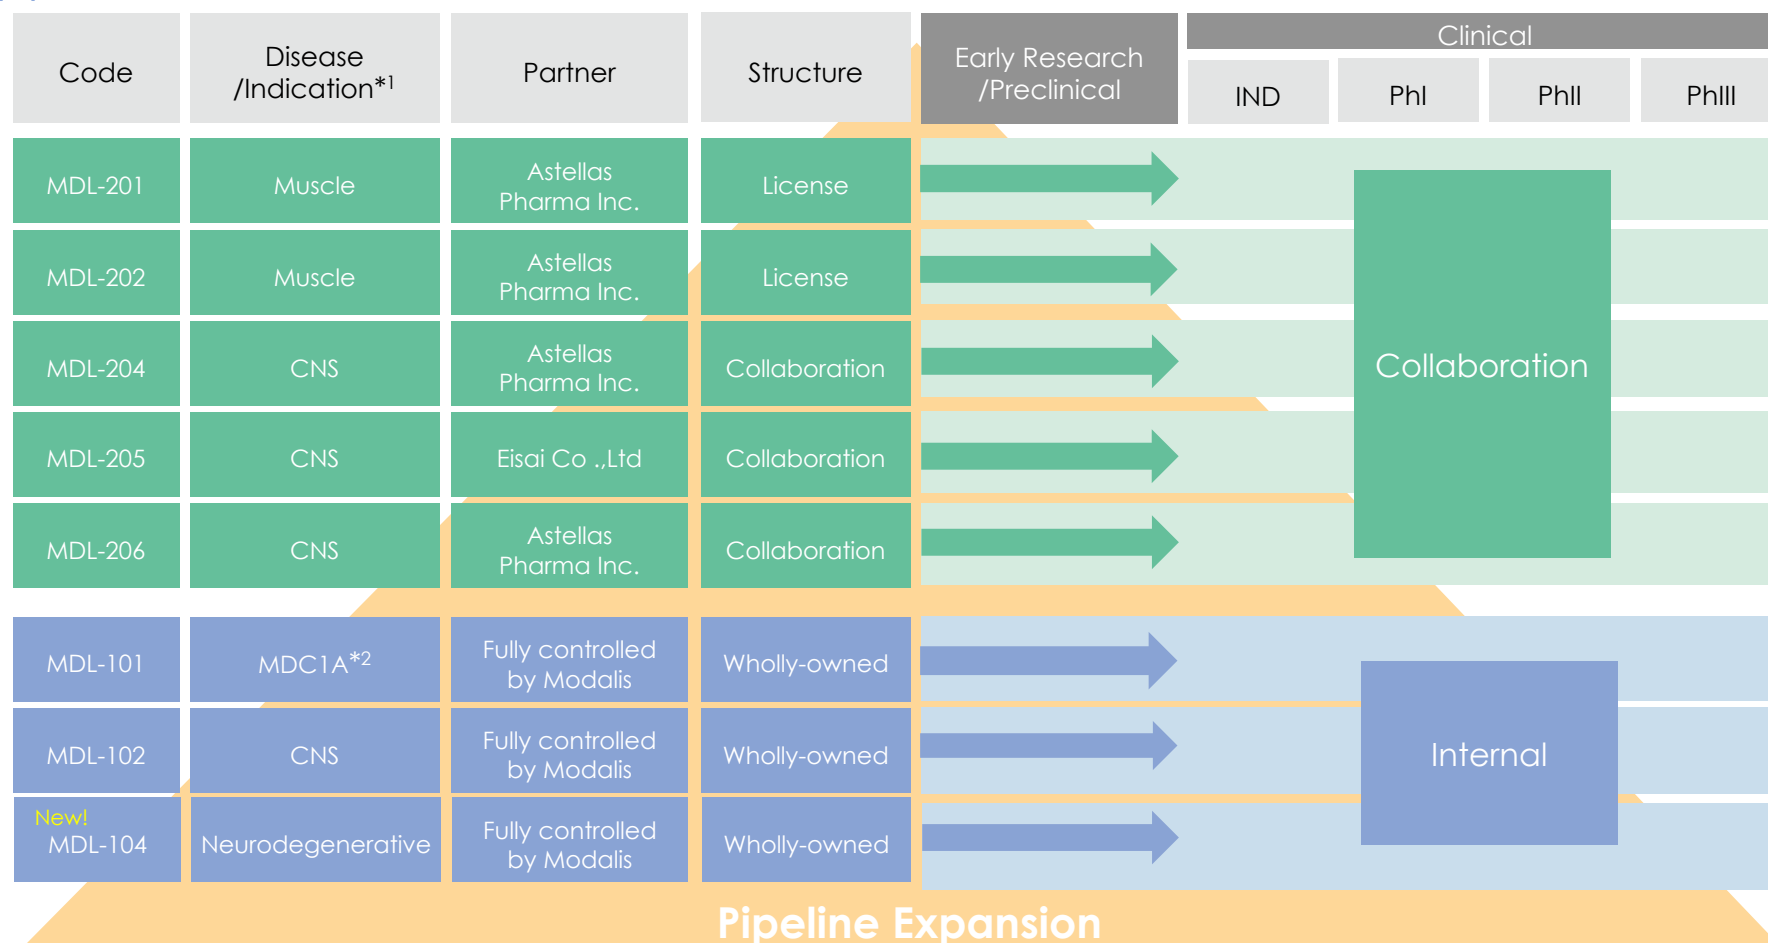 Code
Disease
/Indication*1
Partner
Structure
Early Research
/Preclinical
Clinical
IND
PhI
PhII
PhIII
MDL-201
Muscle
Astellas
Pharma Inc.
License
MDL-202
Muscle
Astellas
Pharma Inc.
License
MDL-204
CNS
Astellas
Pharma Inc.
Collaboration
MDL-205
CNS
Eisai Co .,Ltd
Collaboration
MDL-206
CNS
Astellas
Pharma Inc.
Collaboration
Collaboration
MDL-101
MDC1A*2
Fully controlled
by Modalis
Wholly-owned
MDL-102
CNS
Fully controlled
by Modalis
Wholly-owned
New!
MDL-104
Neurodegenerative
Fully controlled
by Modalis
Wholly-owned
Internal
Pipeline Expansion